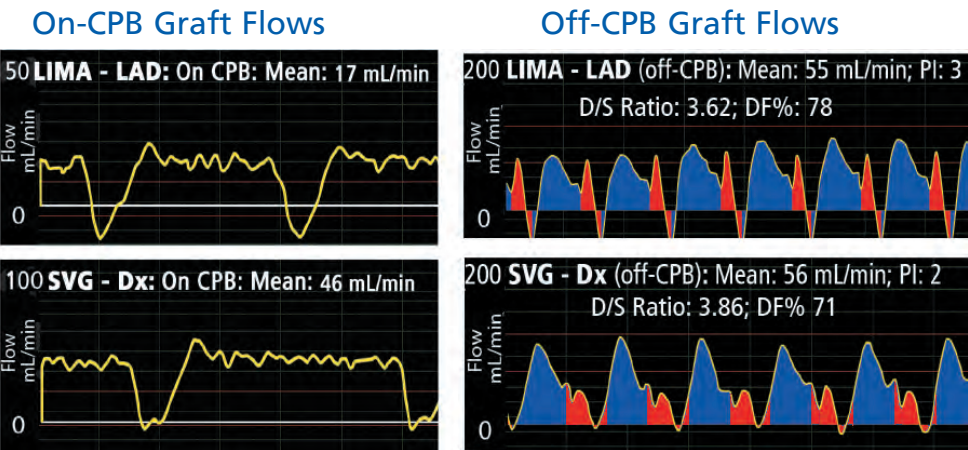 On-CPB Graft Flows
50 LIMA - LAD: On CPB: Mean: 17 mL/min
Flow
mL/min
0
100 SVG - Dx: On CPB: Mean: 46 mL/min
Flow
mL/min
0
Off-CPB Graft Flows
200 LIMA - LAD (off-CPB): Mean: 55 mL/min; PI: 3
D/S Ratio: 3.62; DF%: 78
Flow
mL/min
0
200 SVG - Dx (off-CPB): Mean: 56 mL/min; PI: 2
D/S Ratio: 3.86; DF% 71
Flow
mL/min
0